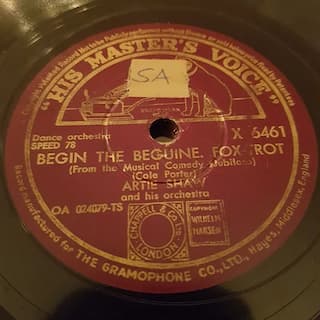 "HIS MASTER'S VOICE"
SA
Dance orchestra
SPEED 78
X 6461
BEGIN THE BEGUINE. FOX-TROT
(From the Musical Comedy Jubilee)
(Cole Porter)
ARTIE SHAW
and his orchestra
OA 024079-TS
CHAPPELL & CO LTD
LONDON
COPYRIGHT
WILHELM
HANSEN
Recording manufactured for THE GRAMOPHONE CO., LTD., Hayes, Middlesex, England